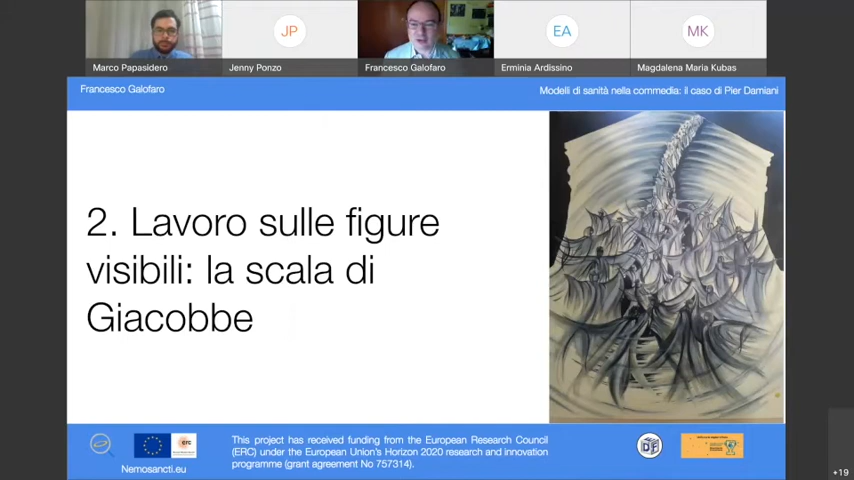 JP
EA
MK
Marco Papasidero
Jenny Ponzo
Francesco Galofaro
Erminia Ardissino
Magdalena Maria Kubas
Francesco Galofaro
Modelli di sanità nella commedia: il caso di Pier Damiani
2. Lavoro sulle figure
visibili: la scala di
Giacobbe
erc
Nemosancti.eu
This project has received funding from the European Research Council
(ERC) under the European Union's Horizon 2020 research and innovation
programme (grant agreement No 757314).
+19